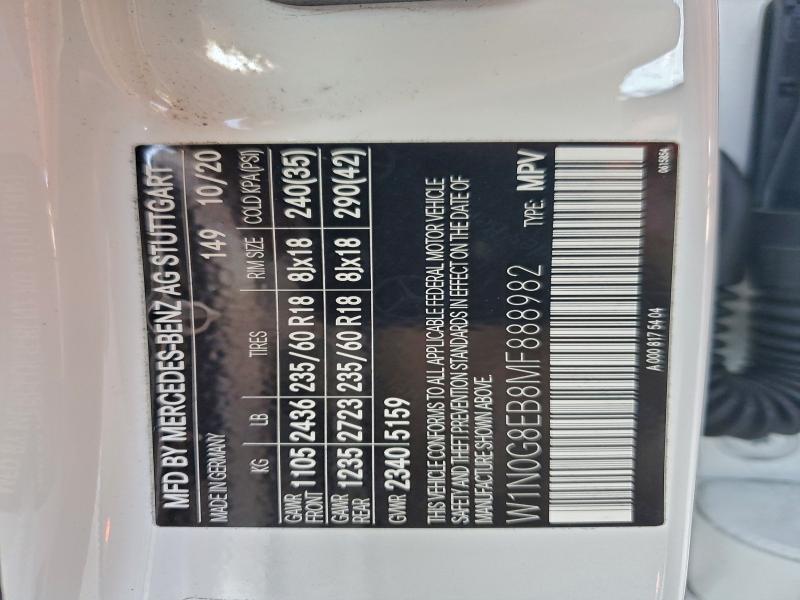 MFD BY MERCEDES-BENZ AG STUTTGART
MADE IN GERMANY 149 10/20
KG LB TIRES RIM SIZE COLD KPA(PSI)
GAWR FRONT 1105 2436 235/60 R18 8Jx18 240(35)
GAWR REAR 1235 2723 235/60 R18 8Jx18 290(42)
GVWR 2340 5159
THIS VEHICLE CONFORMS TO ALL APPLICABLE FEDERAL MOTOR VEHICLE
SAFETY AND THEFT PREVENTION STANDARDS IN EFFECT ON THE DATE OF
MANUFACTURE SHOWN ABOVE.
W1N0G8EB8MF888982 TYPE: MPV
A 000 817 54 04 0615854